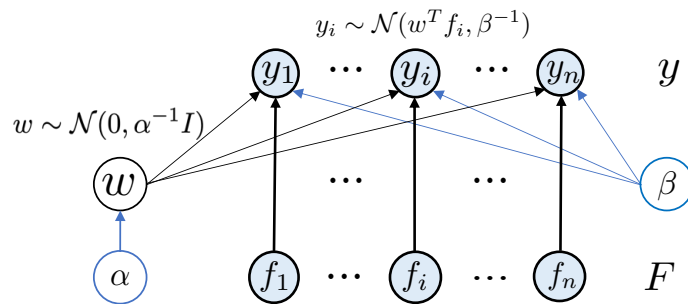 y_i ∼ 𝒩(w^T f_i, β^{-1})
y_1 ··· y_i ··· y_n y
w ∼ 𝒩(0, α^{-1}I)
w ··· ··· β
α f_1 ··· f_i ··· f_n F